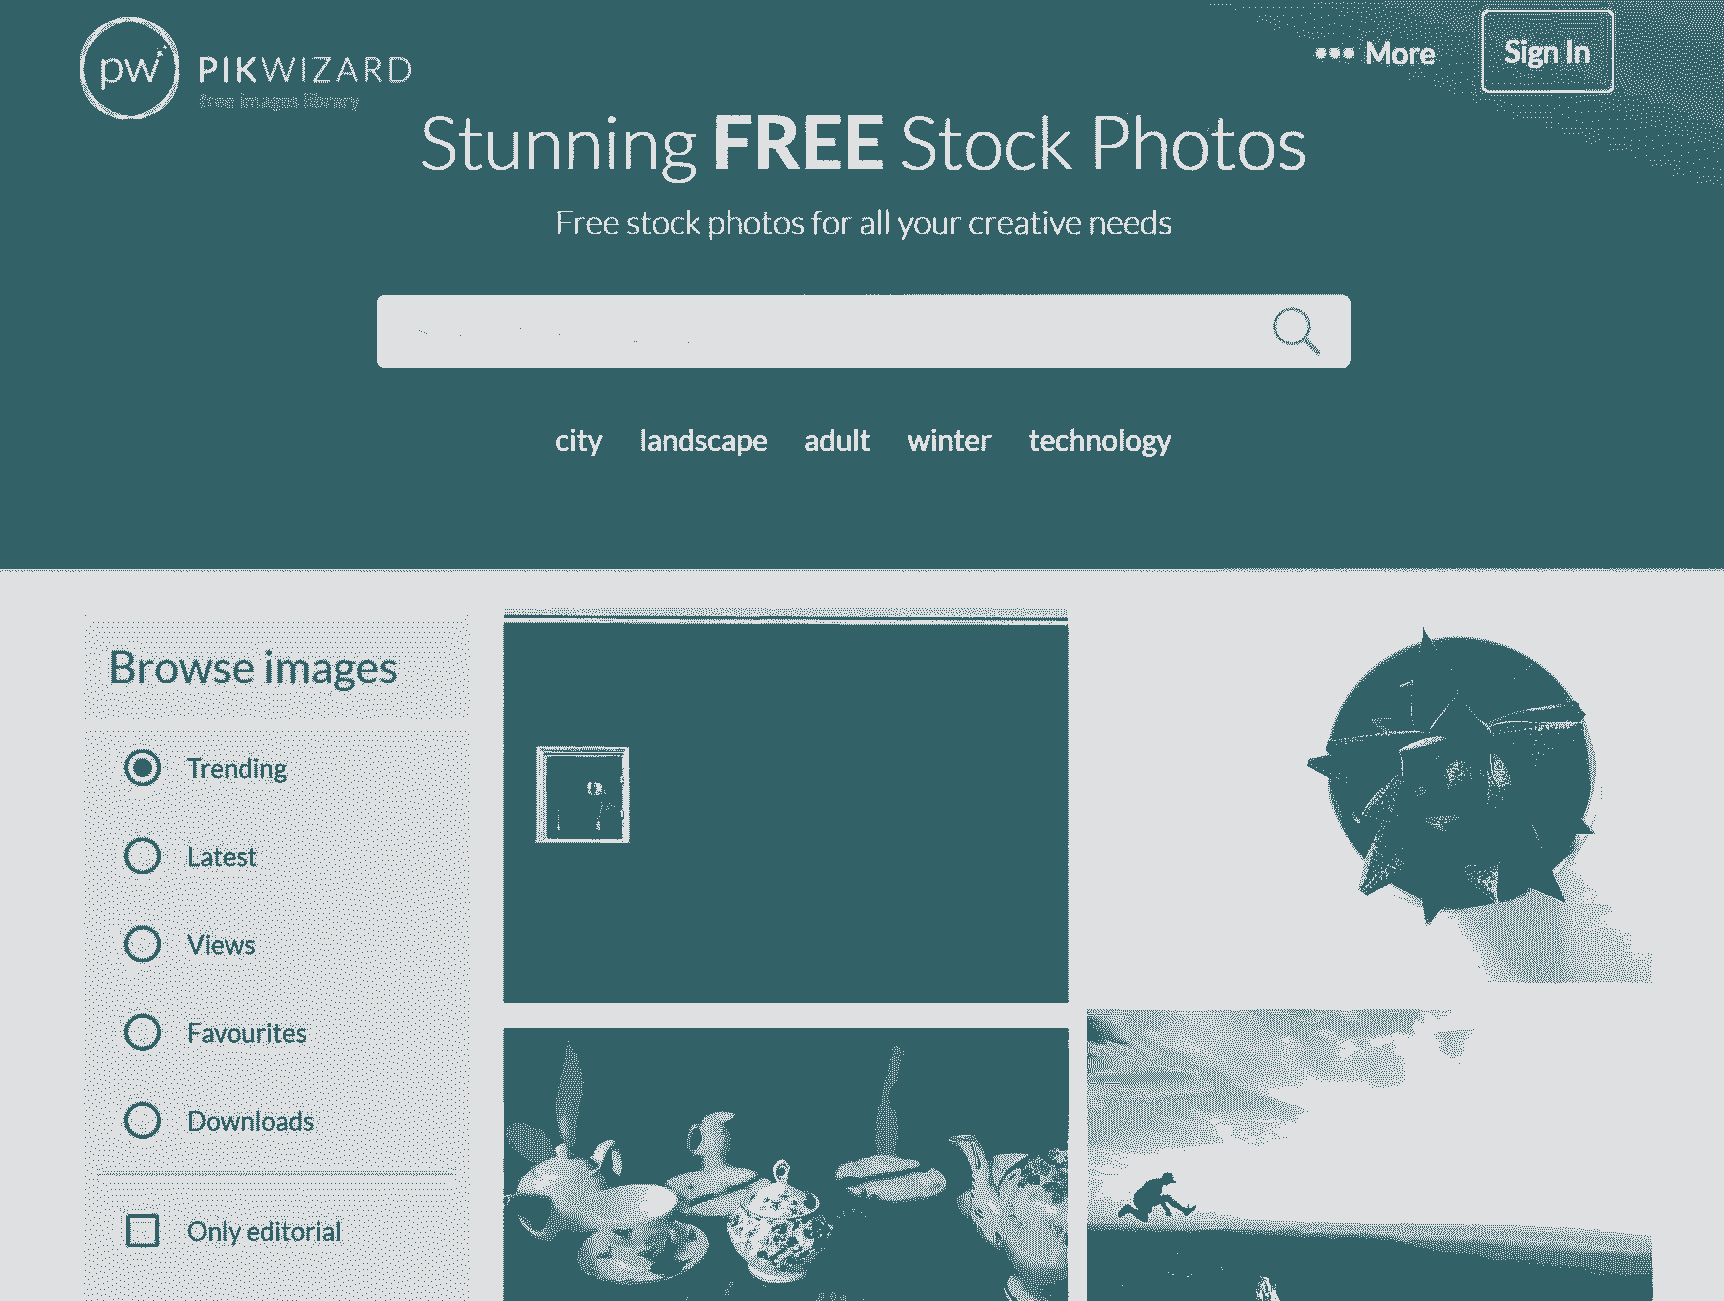 pw PIKWIZARD
free images library
More
Sign In
Stunning FREE Stock Photos
Free stock photos for all your creative needs
city landscape adult winter technology
Browse images
Trending
Latest
Views
Favourites
Downloads
Only editorial